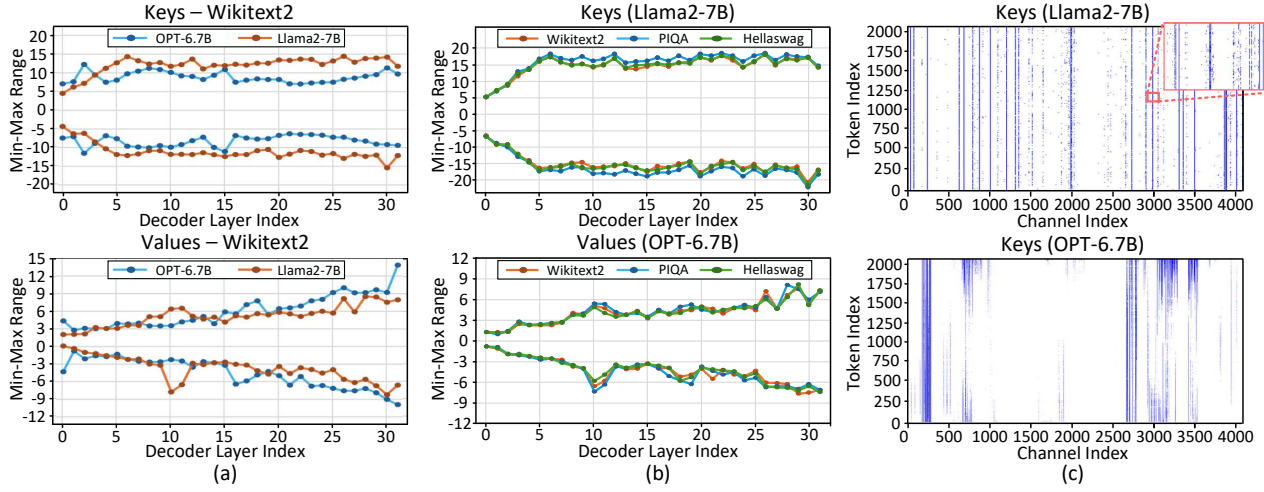 Keys – Wikitext2
OPT-6.7B Llama2-7B
Min-Max Range
20
15
10
5
0
-5
-10
-15
-20
0 5 10 15 20 25 30
Decoder Layer Index
Values – Wikitext2
OPT-6.7B Llama2-7B
Min-Max Range
15
12
9
6
3
0
-3
-6
-9
-12
0 5 10 15 20 25 30
Decoder Layer Index
(a)
Keys (Llama2-7B)
Wikitext2 PIQA Hellaswag
Min-Max Range
20
15
10
5
0
-5
-10
-15
-20
0 5 10 15 20 25 30
Decoder Layer Index
Values (OPT-6.7B)
Wikitext2 PIQA Hellaswag
Min-Max Range
12
9
6
3
0
-3
-6
-9
-12
0 5 10 15 20 25 30
Decoder Layer Index
(b)
Keys (Llama2-7B)
Token Index
2000
1750
1500
1250
1000
750
500
250
0
0 500 1000 1500 2000 2500 3000 3500 4000
Channel Index
Keys (OPT-6.7B)
Token Index
2000
1750
1500
1250
1000
750
500
250
0
0 500 1000 1500 2000 2500 3000 3500 4000
Channel Index
(c)